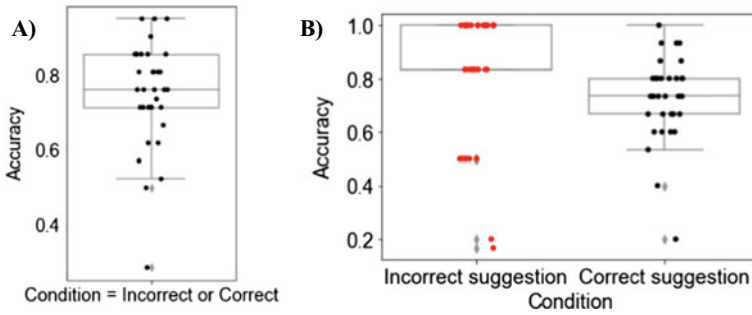 A)
Accuracy
0.8
0.6
0.4
Condition = Incorrect or Correct
B)
Accuracy
1.0
0.8
0.6
0.4
0.2
Incorrect suggestion Correct suggestion
Condition